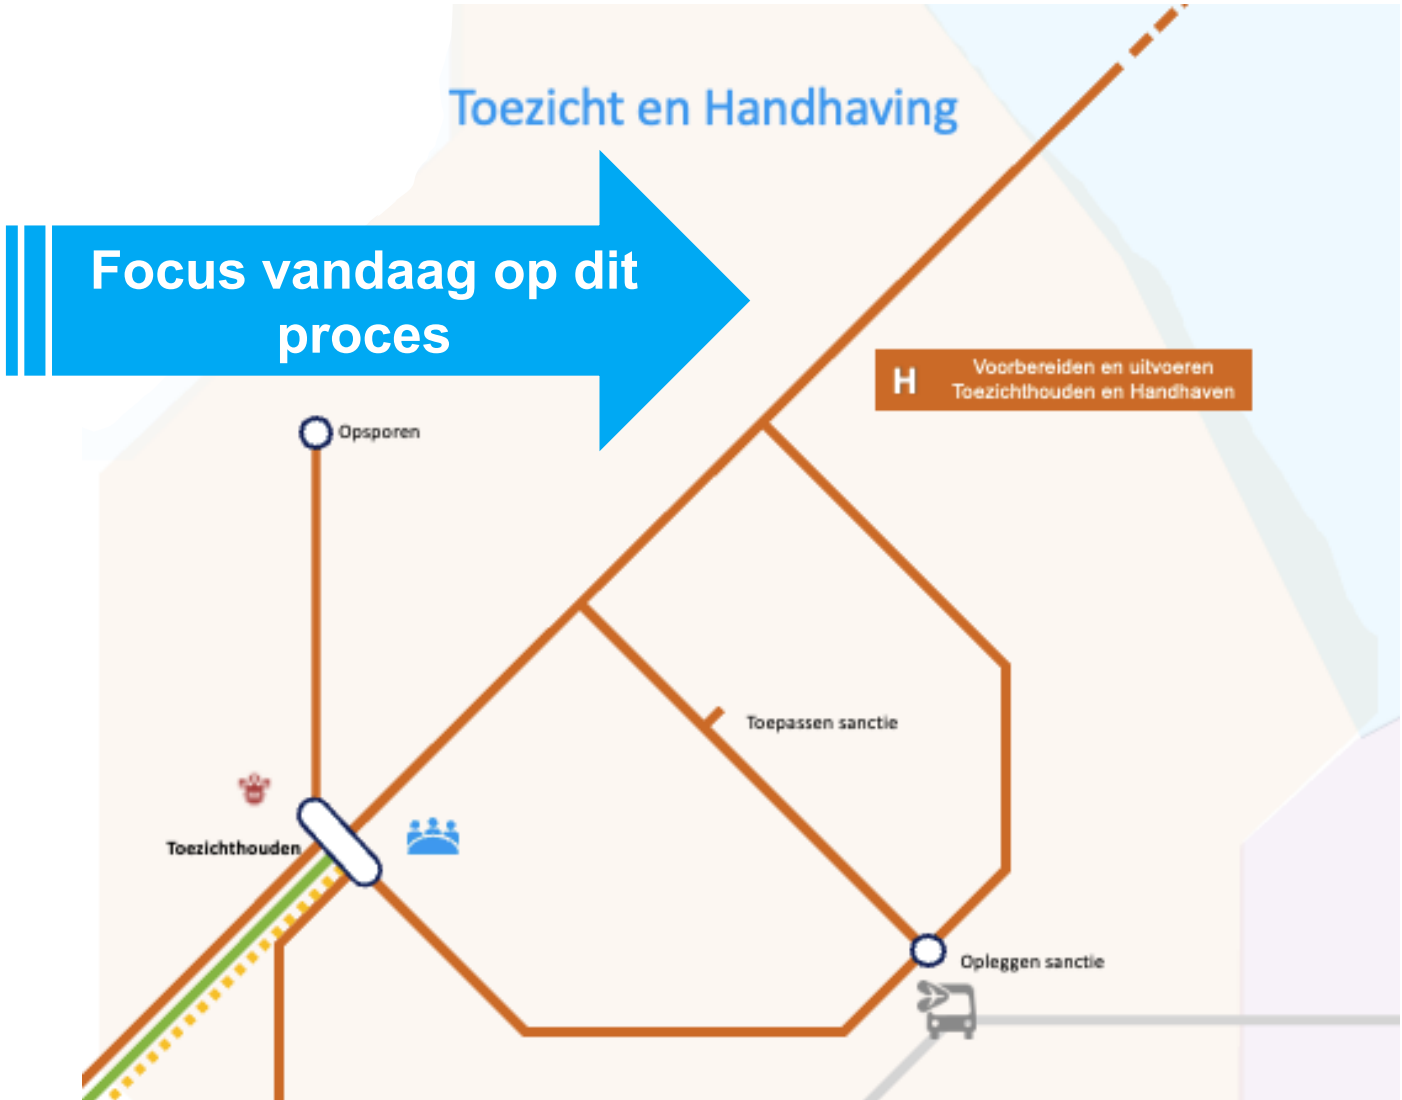 Toezicht en Handhaving
Focus vandaag op dit
proces
H
Voorbereiden en uitvoeren
Toezichthouden en Handhaven
Opsporen
Toepassen sanctie
Toezichthouden
Opleggen sanctie